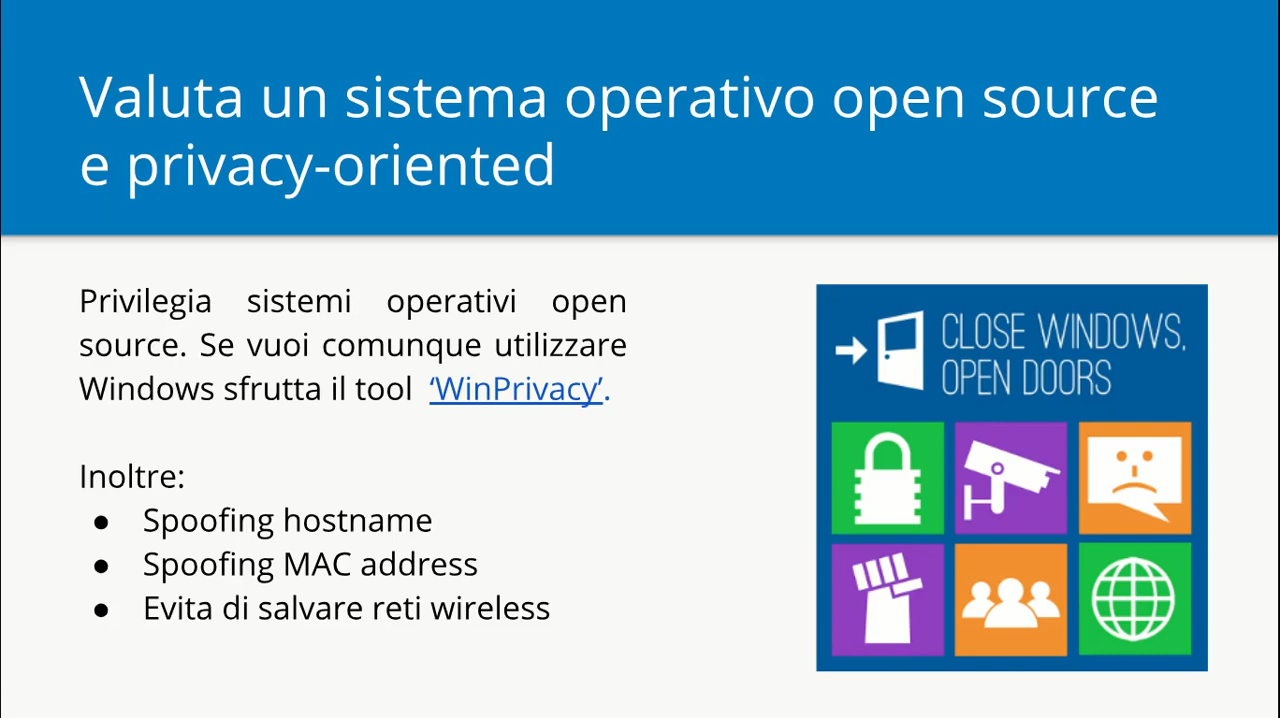 Valuta un sistema operativo open source
e privacy-oriented
Privilegia sistemi operativi open
source. Se vuoi comunque utilizzare
Windows sfrutta il tool ‘WinPrivacy’.
Inoltre:
● Spoofing hostname
● Spoofing MAC address
● Evita di salvare reti wireless
CLOSE WINDOWS,
OPEN DOORS